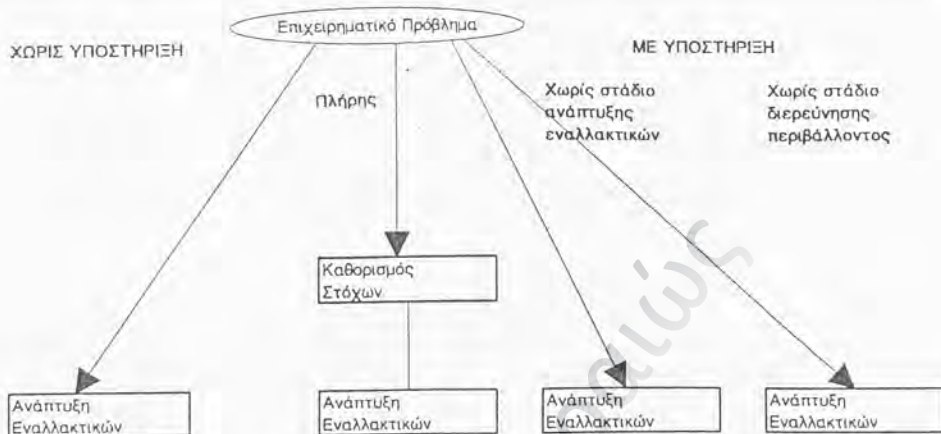 Επιχειρηματικό Πρόβλημα
ΧΩΡΙΣ ΥΠΟΣΤΗΡΙΞΗ
ΜΕ ΥΠΟΣΤΗΡΙΞΗ
Πλήρης
Χωρίς στάδιο
ανάπτυξης
εναλλακτικών
Χωρίς στάδιο
διερεύνησης
περιβάλλοντος
Καθορισμός
Στόχων
Ανάπτυξη
Εναλλακτικών
Ανάπτυξη
Εναλλακτικών
Ανάπτυξη
Εναλλακτικών
Ανάπτυξη
Εναλλακτικών